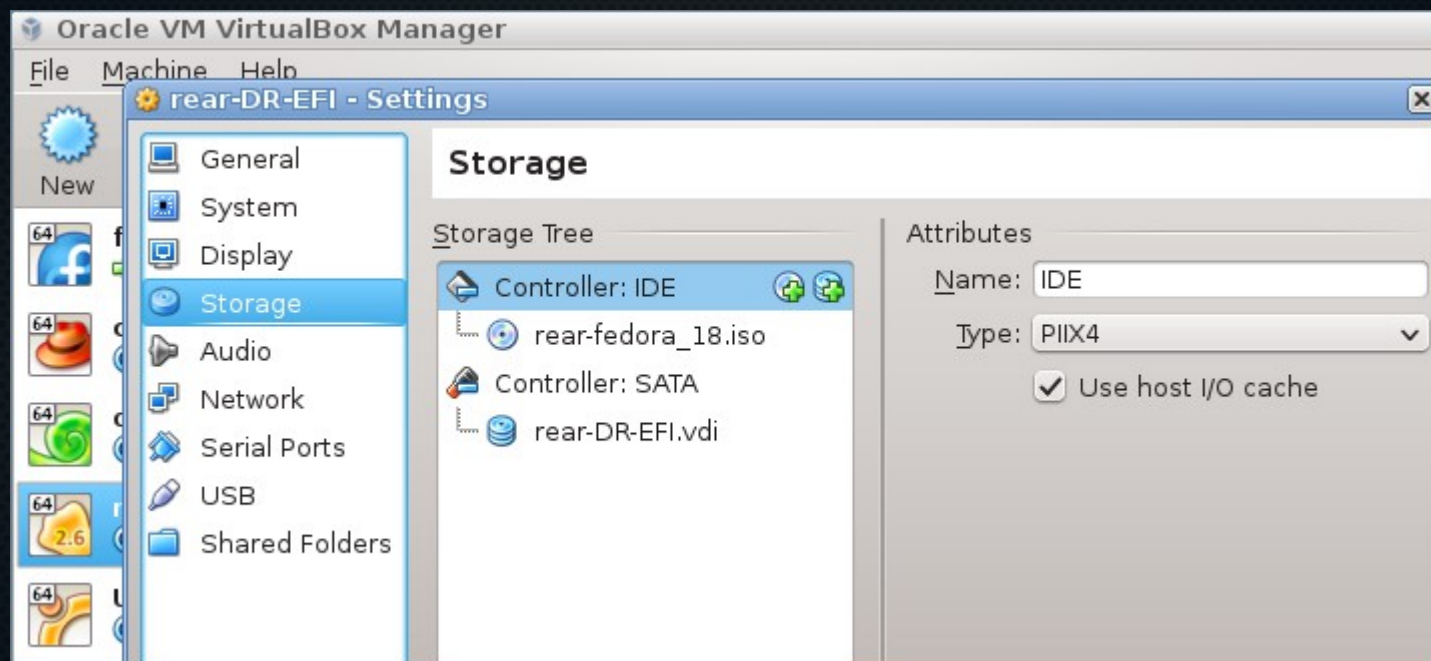 Oracle VM VirtualBox Manager
File Machine Help
rear-DR-EFI - Settings
New
General
System
Display
Storage
Audio
Network
Serial Ports
USB
Shared Folders
Storage
Storage Tree
Controller: IDE
rear-fedora_18.iso
Controller: SATA
rear-DR-EFI.vdi
Attributes
Name: IDE
Type: PIIX4
Use host I/O cache
64
64
64
64
2.6
64